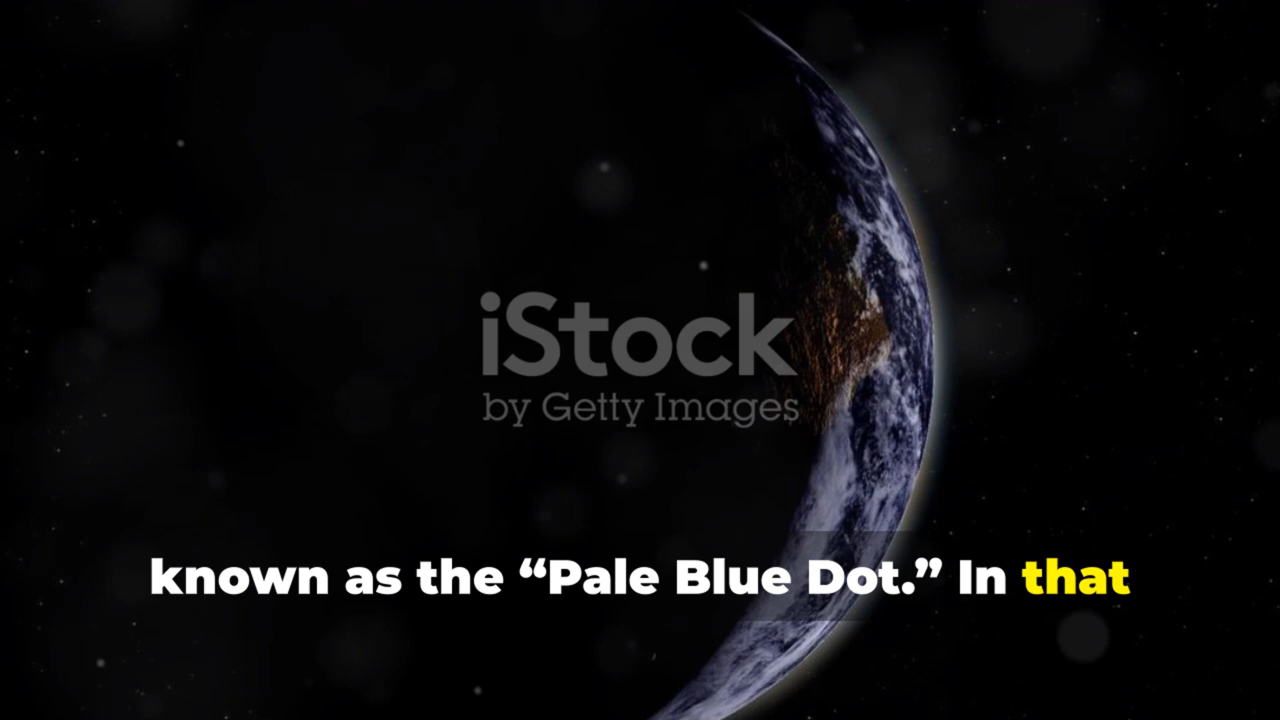 iStock
by Getty Images
known as the “Pale Blue Dot.” In that